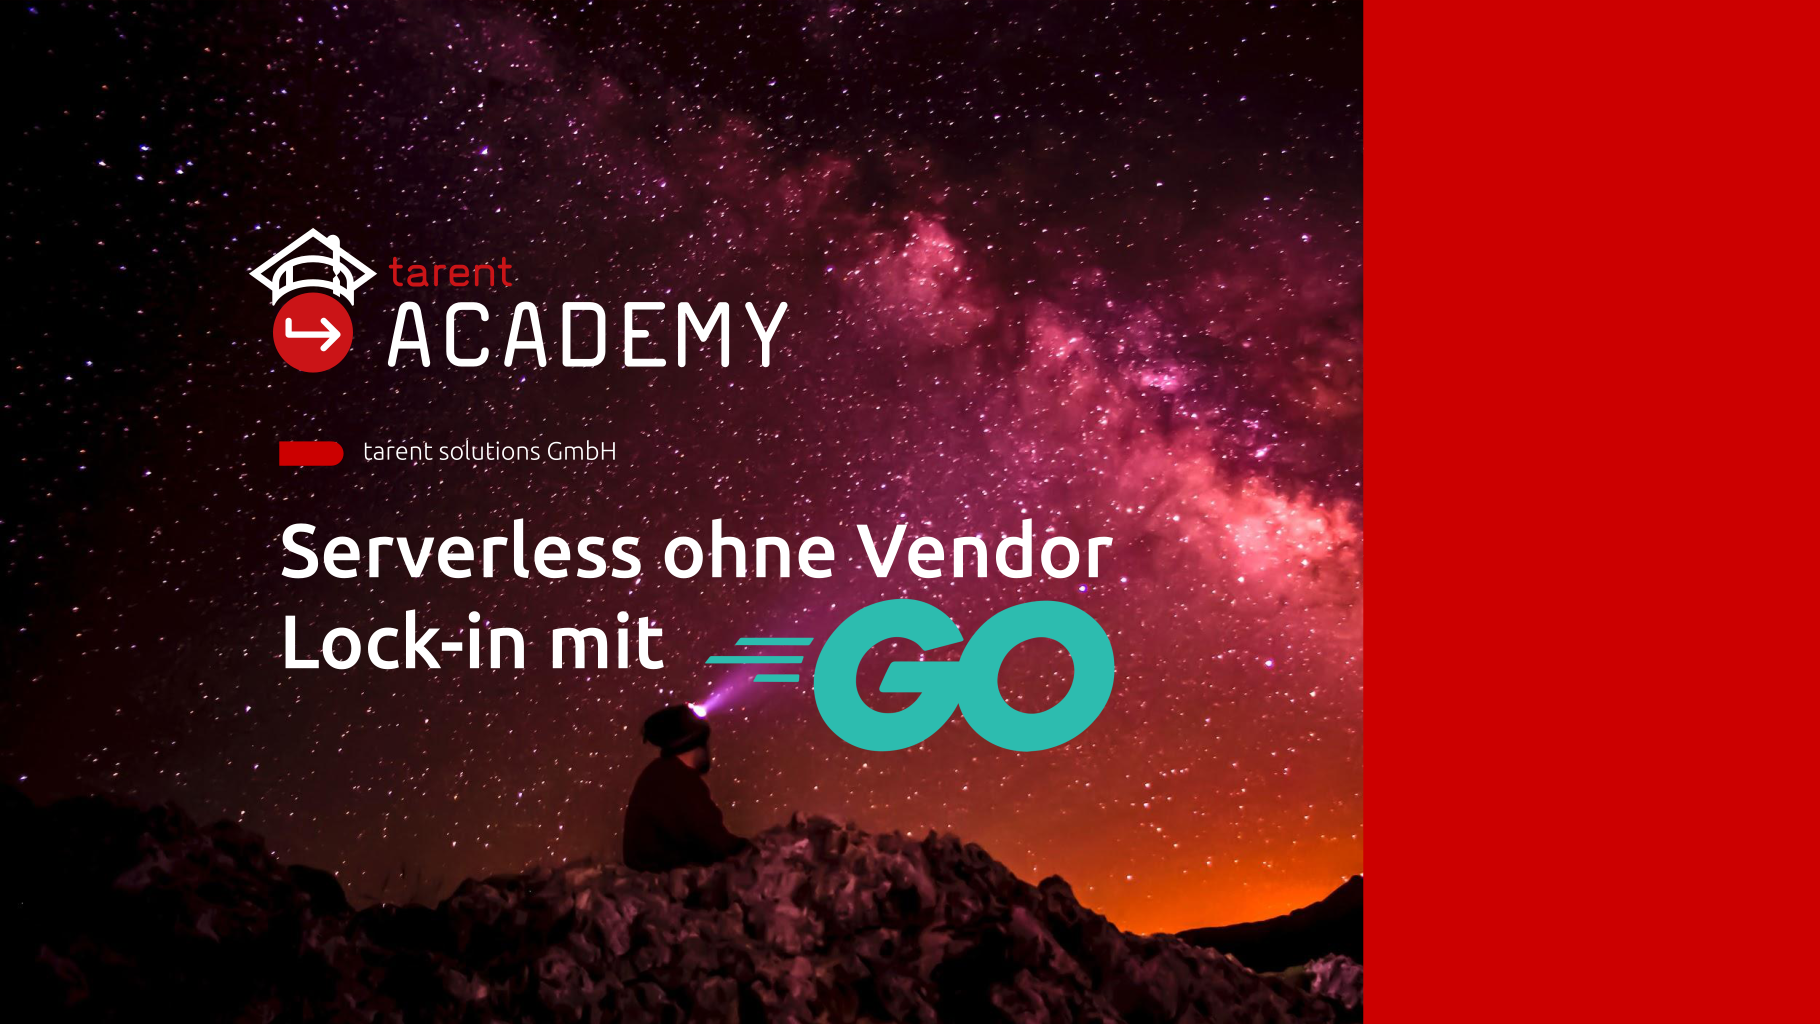 tarent
ACADEMY
tarent solutions GmbH
Serverless ohne Vendor
Lock-in mit
GO